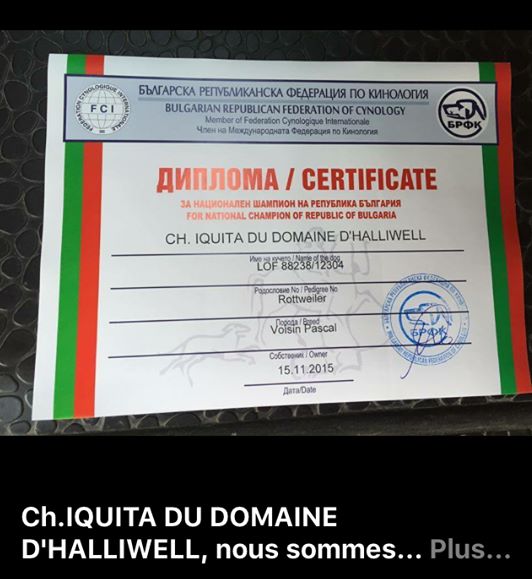 БЪЛГАРСКА РЕПУБЛИКАНСКА ФЕДЕРАЦИЯ ПО КИНОЛОГИЯ
BULGARIAN REPUBLICAN FEDERATION OF CYNOLOGY
Member of Federation Cynologique Internationale
Член на Международната Федерация по Кинология
FCI
БРФК
ДИПЛОМА / CERTIFICATE
ЗА НАЦИОНАЛЕН ШАМПИОН НА РЕПУБЛИКА БЪЛГАРИЯ
FOR NATIONAL CHAMPION OF REPUBLIC OF BULGARIA
CH. IQUITA DU DOMAINE D'HALLIWELL
Име на кучето / Name of the dog
LOF 88238/12304
Родословие No / Pedigree No
Rottweiler
Порода / Breed
Voisin Pascal
Собственик / Owner
15.11.2015
Дата/Date
Ch.IQUITA DU DOMAINE
D'HALLIWELL, nous sommes... Plus...